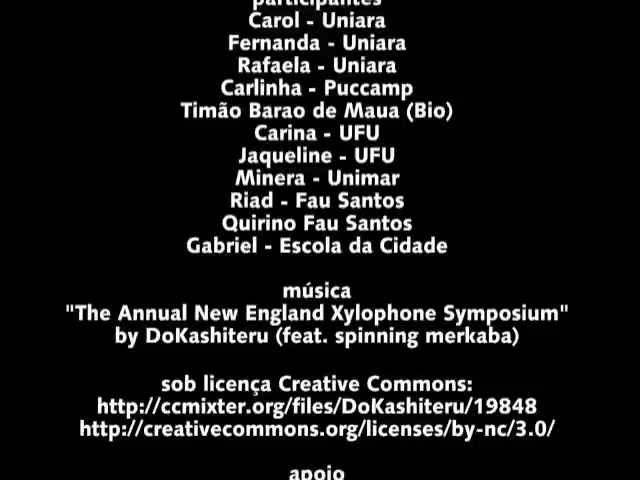 participantes
Carol - Uniara
Fernanda - Uniara
Rafaela - Uniara
Carlinha - Puccamp
Timão Barao de Maua (Bio)
Carina - UFU
Jaqueline - UFU
Minera - Unimar
Riad - Fau Santos
Quirino Fau Santos
Gabriel - Escola da Cidade
música
"The Annual New England Xylophone Symposium"
by DoKashiteru (feat. spinning merkaba)
sob licença Creative Commons:
http://ccmixter.org/files/DoKashiteru/19848
http://creativecommons.org/licenses/by-nc/3.0/
apoio